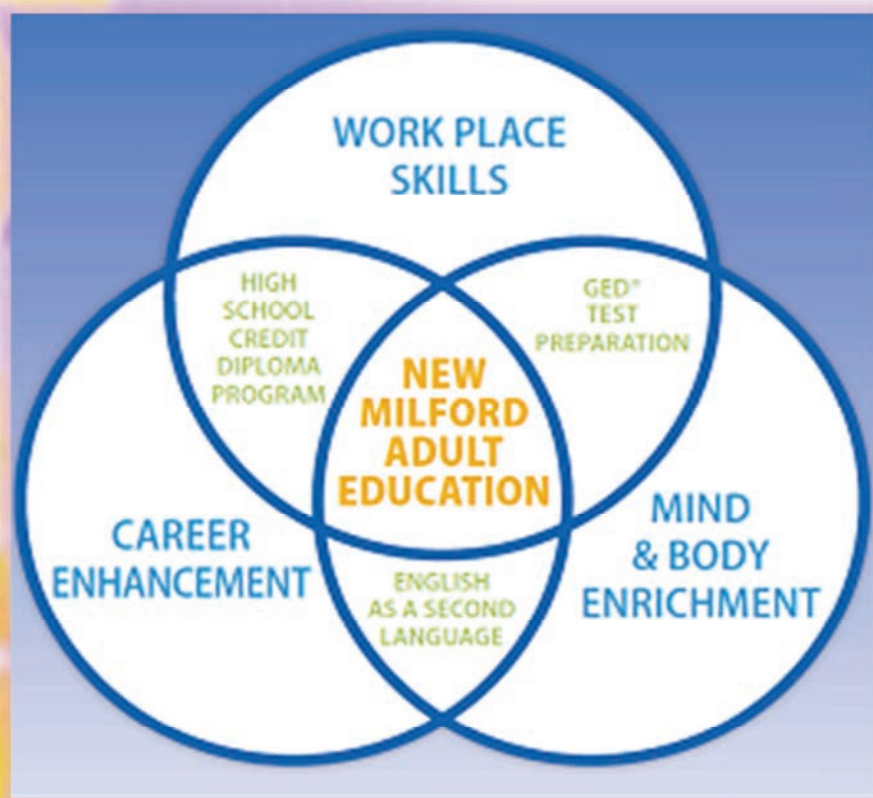 WORK PLACE
SKILLS
HIGH
SCHOOL
CREDIT
DIPLOMA
PROGRAM
GED®
TEST
PREPARATION
NEW
MILFORD
ADULT
EDUCATION
CAREER
ENHANCEMENT
MIND
& BODY
ENRICHMENT
ENGLISH
AS A SECOND
LANGUAGE